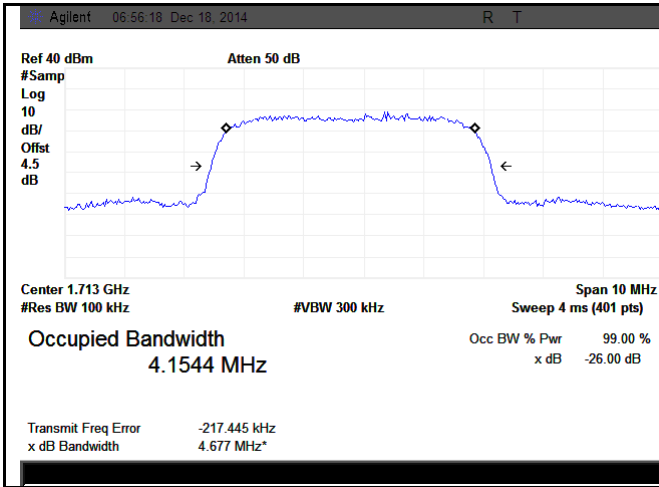 Agilent 06:56:18 Dec 18, 2014 R T
Ref 40 dBm Atten 50 dB
#Samp
Log
10
dB/
Offst
4.5
dB
Center 1.713 GHz Span 10 MHz
#Res BW 100 kHz #VBW 300 kHz Sweep 4 ms (401 pts)
Occupied Bandwidth Occ BW % Pwr 99.00 %
4.1544 MHz x dB -26.00 dB
Transmit Freq Error -217.445 kHz
x dB Bandwidth 4.677 MHz*